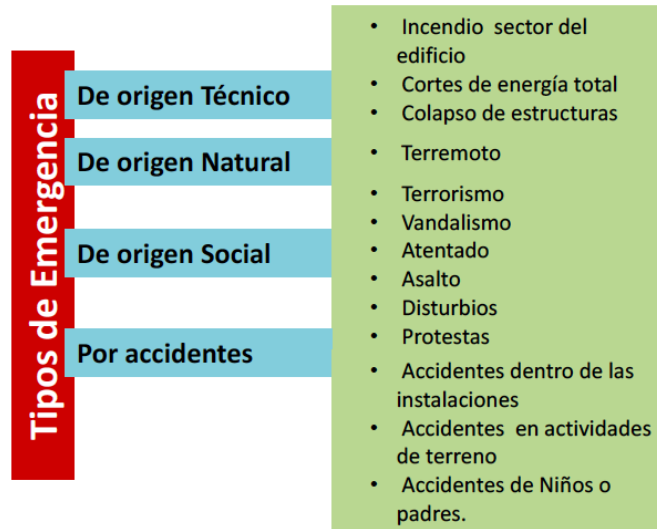 Tipos de Emergencia
De origen Técnico
De origen Natural
De origen Social
Por accidentes
• Incendio sector del
edificio
• Cortes de energía total
• Colapso de estructuras
• Terremoto
• Terrorismo
• Vandalismo
• Atentado
• Asalto
• Disturbios
• Protestas
• Accidentes dentro de las
instalaciones
• Accidentes en actividades
de terreno
• Accidentes de Niños o
padres.